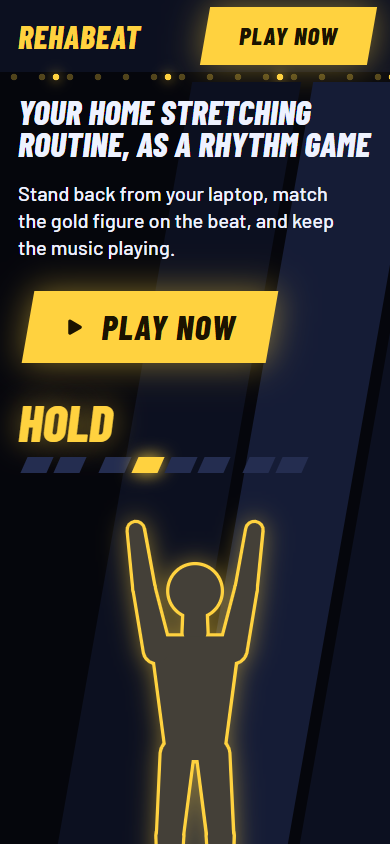 REHABEAT
PLAY NOW
YOUR HOME STRETCHING
ROUTINE, AS A RHYTHM GAME
Stand back from your laptop, match
the gold figure on the beat, and keep
the music playing.
PLAY NOW
HOLD